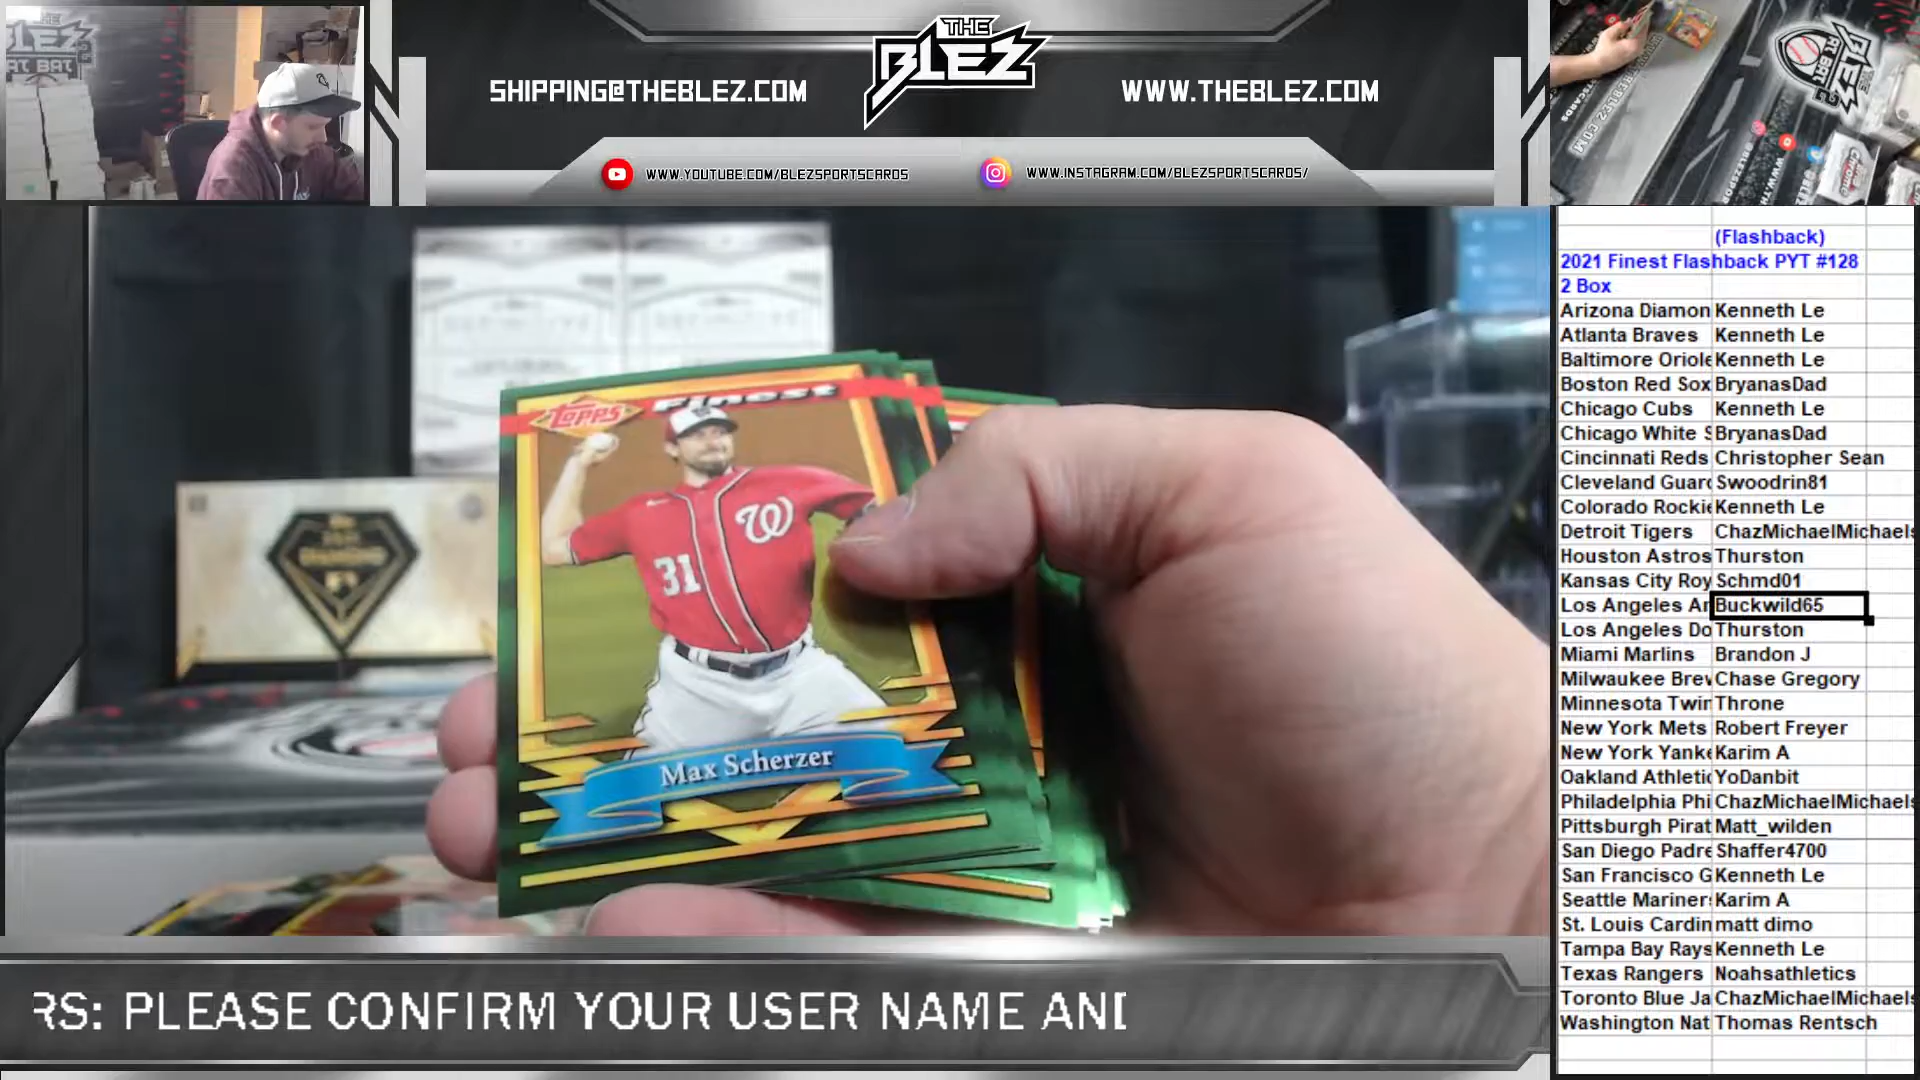 THE
BLEZ
SHIPPING@THEBLEZ.COM
WWW.THEBLEZ.COM
WWW.YOUTUBE.COM/BLEZSPORTSCARDS
WWW.INSTAGRAM.COM/BLEZSPORTSCARDS/
(Flashback)
2021 Finest Flashback PYT #128
2 Box
Arizona Diamon Kenneth Le
Atlanta Braves Kenneth Le
Baltimore Oriole Kenneth Le
Boston Red Sox BryanasDad
Chicago Cubs Kenneth Le
Chicago White S BryanasDad
Cincinnati Reds Christopher Sean
Cleveland Guard Swoodrin81
Colorado Rockie Kenneth Le
Detroit Tigers ChazMichaelMichaels
Houston Astros Thurston
Kansas City Roy Schmd01
Los Angeles An Buckwild65
Los Angeles Do Thurston
Miami Marlins Brandon J
Milwaukee Brew Chase Gregory
Minnesota Twin Throne
New York Mets Robert Freyer
New York Yanke Karim A
Oakland Athletic YoDanbit
Philadelphia Phi ChazMichaelMichaels
Pittsburgh Pirat Matt_wilden
San Diego Padre Shaffer4700
San Francisco G Kenneth Le
Seattle Mariners Karim A
St. Louis Cardin matt dimo
Tampa Bay Rays Kenneth Le
Texas Rangers Noahsathletics
Toronto Blue Ja ChazMichaelMichaels
Washington Nat Thomas Rentsch
Topps Finest
W
31
Max Scherzer
RS: PLEASE CONFIRM YOUR USER NAME AND